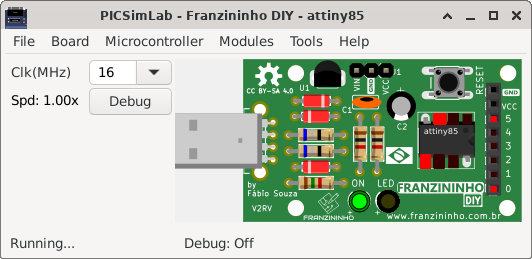 PICSimLab - Franzininho DIY - attiny85
File Board Microcontroller Modules Tools Help
Clk(MHz) 16
Spd: 1.00x Debug
CC BY-SA 4.0
U1
VIN
GND
VCC
J1
RESET
C1
C2
attiny85
GND
VCC
5
4
3
2
1
0
by
Fábio Souza
V2RV
FRANZININHO
ON LED
FRANZININHO
DIY
www.franzininho.com.br
Running... Debug: Off